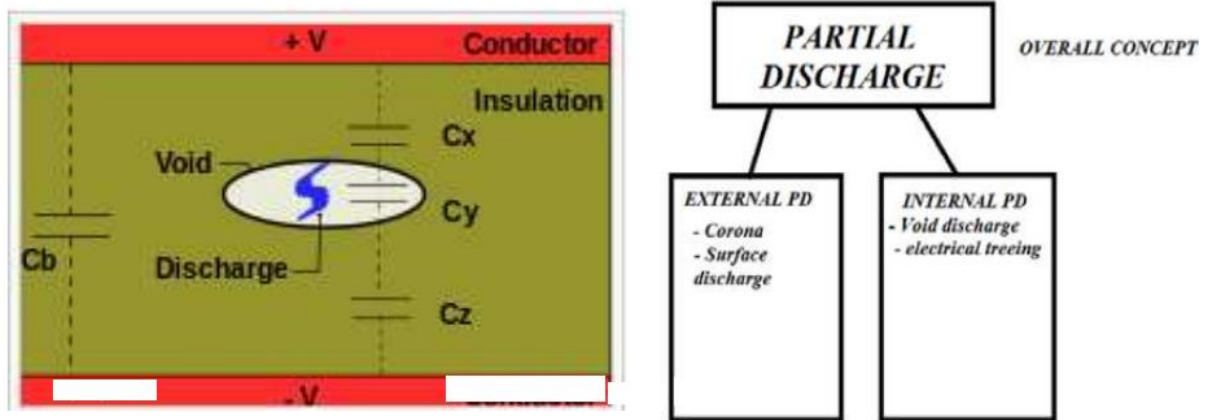 + V
Conductor
Insulation
Cx
Void
Cy
Cb
Discharge
Cz
- V
PARTIAL
DISCHARGE
OVERALL CONCEPT
EXTERNAL PD
- Corona
- Surface
discharge
INTERNAL PD
- Void discharge
- electrical treeing